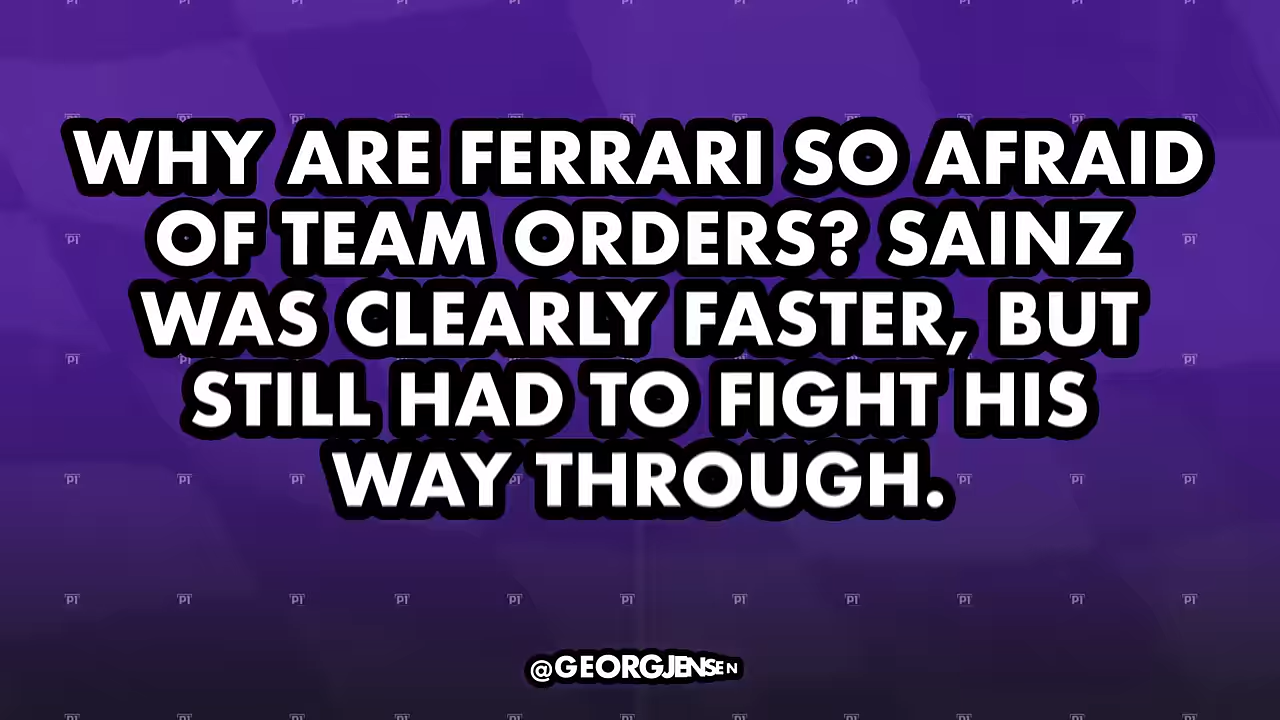 WHY ARE FERRARI SO AFRAID
OF TEAM ORDERS? SAINZ
WAS CLEARLY FASTER, BUT
STILL HAD TO FIGHT HIS
WAY THROUGH.
@GEORGJENSEN